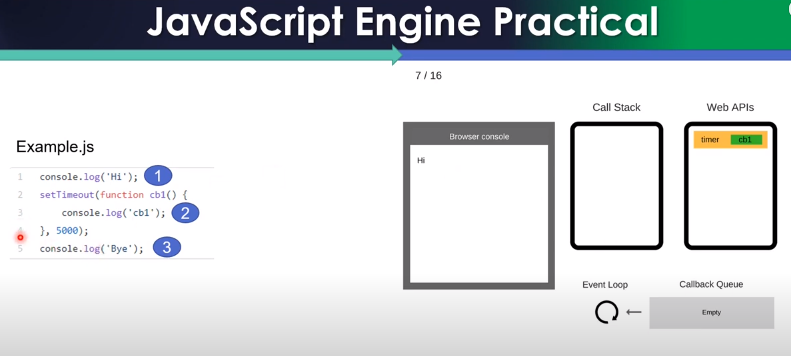 JavaScript Engine Practical
7 / 16
Example.js
1 console.log('Hi'); 1
2 setTimeout(function cb1() {
3 console.log('cb1'); 2
}, 5000);
5 console.log('Bye'); 3
Browser console
Hi
Call Stack
Web APIs
timer cb1
Event Loop
Callback Queue
Empty